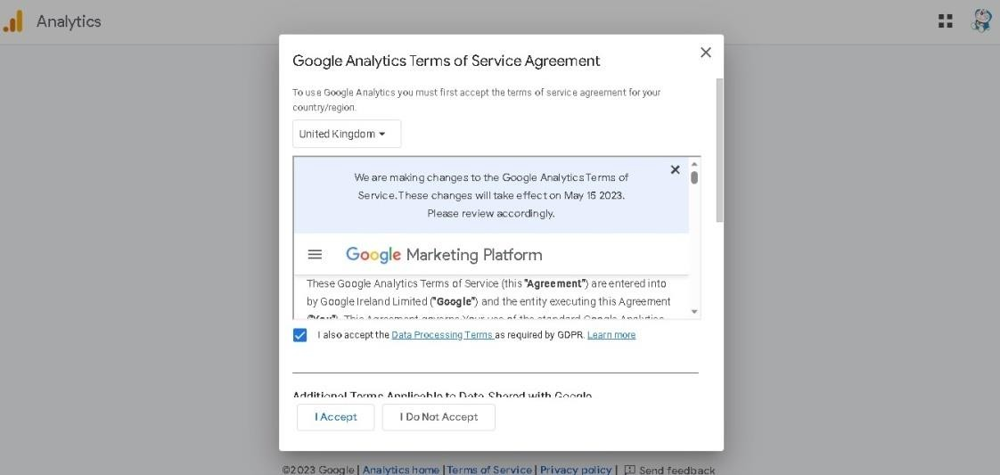 Analytics
Google Analytics Terms of Service Agreement
To use Google Analytics you must first accept the terms of service agreement for your
country/region.
United Kingdom
We are making changes to the Google Analytics Terms of
Service. These changes will take effect on May 15 2023.
Please review accordingly.
Google Marketing Platform
These Google Analytics Terms of Service (this "Agreement") are entered into
by Google Ireland Limited ("Google") and the entity executing this Agreement
("You"). This Agreement governs Your use of the standard Google Analytics
I also accept the Data Processing Terms as required by GDPR. Learn more
Additional Terms Applicable to Data Shared with Google
I Accept
I Do Not Accept
©2023 Google | Analytics home | Terms of Service | Privacy policy | Send feedback